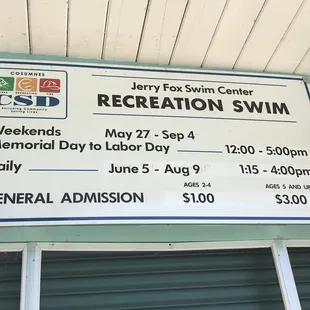 COSUMNES
CSD
Jerry Fox Swim Center
RECREATION SWIM
Weekends May 27 - Sep 4
Memorial Day to Labor Day 12:00 - 5:00pm
aily June 5 - Aug 9 1:15 - 4:00pm
AGES 2-4 AGES 5 AND U
GENERAL ADMISSION $1.00 $3.00